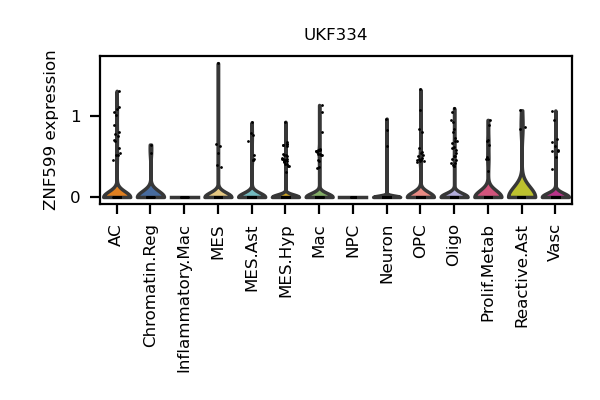 UKF334
ZNF599 expression
1
0
AC
Chromatin.Reg
Inflammatory.Mac
MES
MES.Ast
MES.Hyp
Mac
NPC
Neuron
OPC
Oligo
Prolif.Metab
Reactive.Ast
Vasc